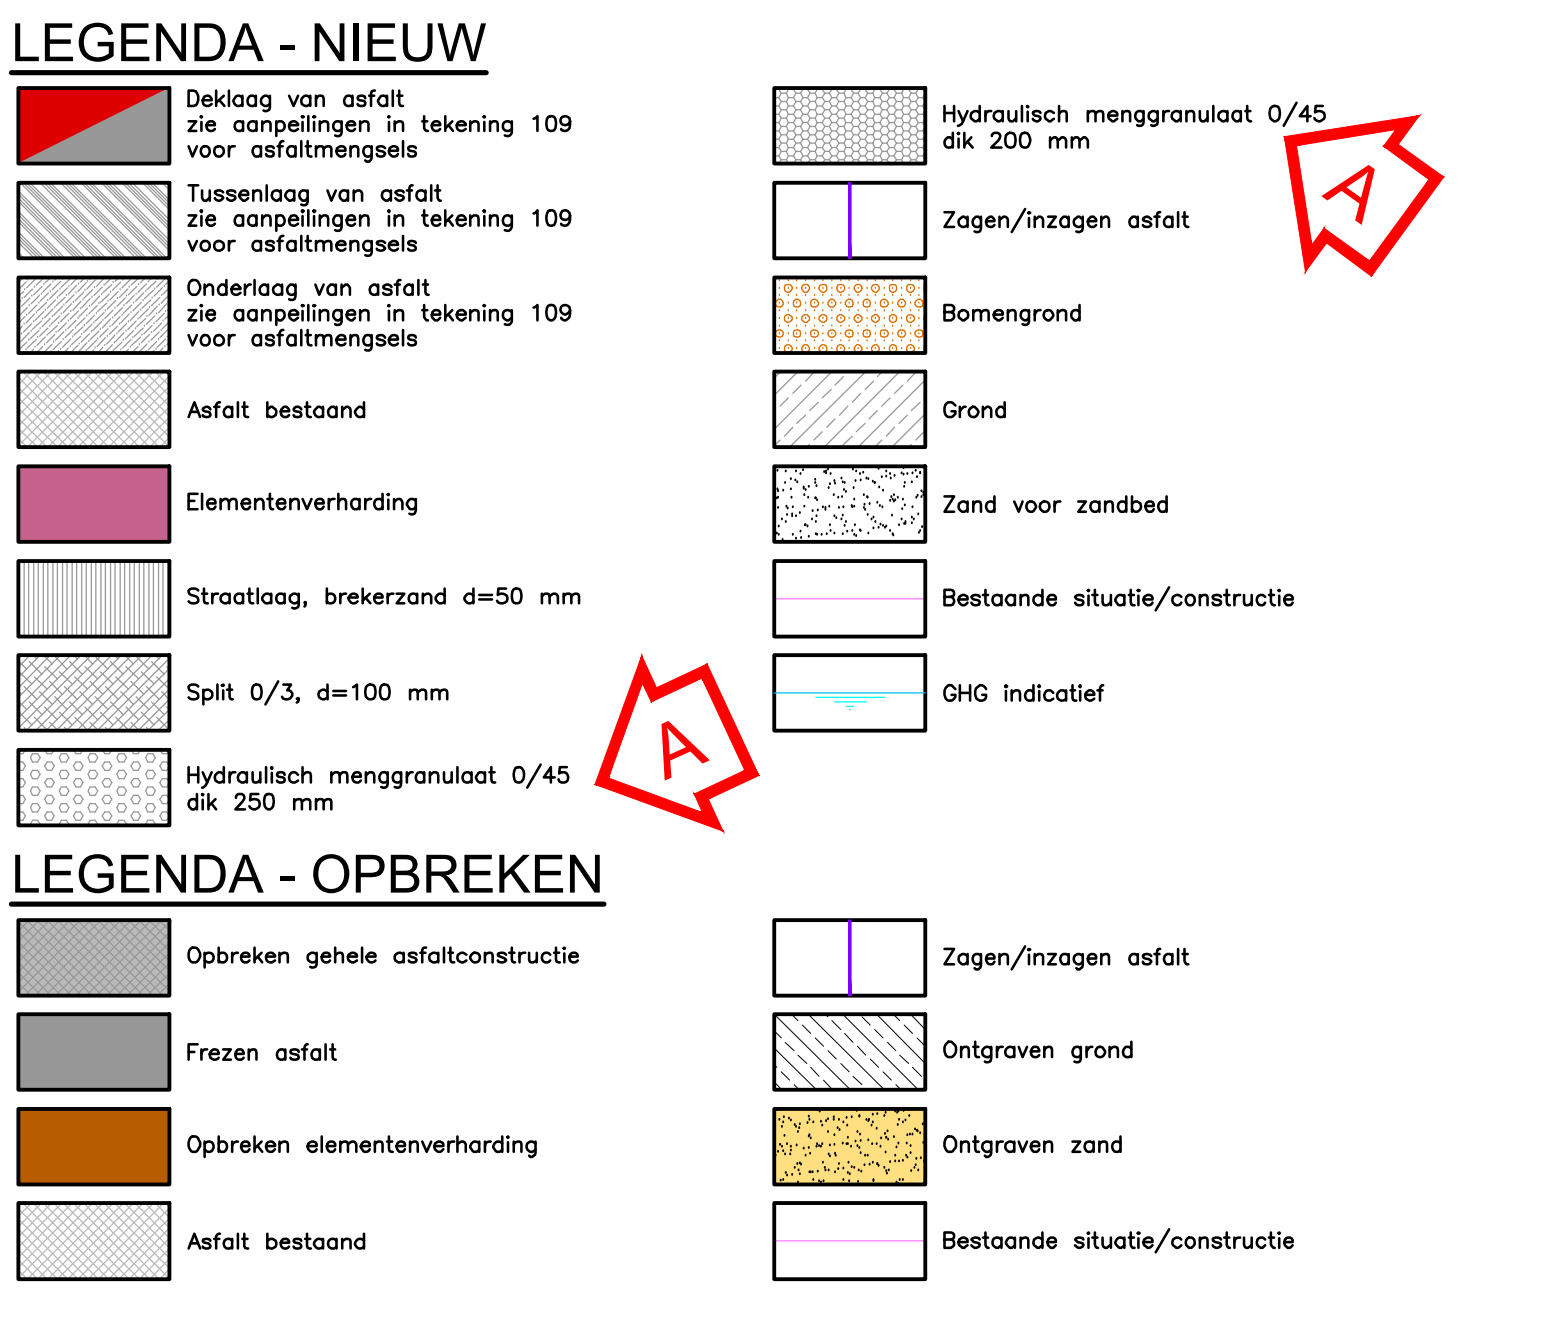 LEGENDA - NIEUW
Deklaag van asfalt
zie aanpeilingen in tekening 109
voor asfaltmengsels
Tussenlaag van asfalt
zie aanpeilingen in tekening 109
voor asfaltmengsels
Onderlaag van asfalt
zie aanpeilingen in tekening 109
voor asfaltmengsels
Asfalt bestaand
Elementenverharding
Straatlaag, brekerzand d=50 mm
Split 0/3, d=100 mm
Hydraulisch menggranulaat 0/45
dik 250 mm
A
Hydraulisch menggranulaat 0/45
dik 200 mm
A
Zagen/inzagen asfalt
Bomengrond
Grond
Zand voor zandbed
Bestaande situatie/constructie
GHG indicatief
LEGENDA - OPBREKEN
Opbreken gehele asfaltconstructie
Frezen asfalt
Opbreken elementenverharding
Asfalt bestaand
Zagen/inzagen asfalt
Ontgraven grond
Ontgraven zand
Bestaande situatie/constructie